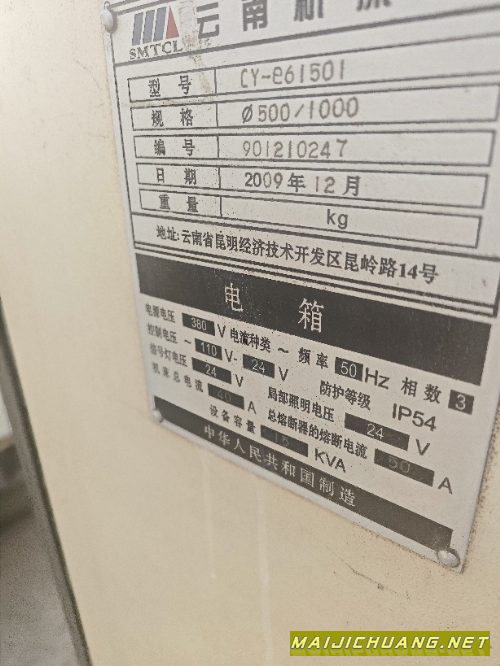 SMTCL 云南机床
型号 CY-e61501
规格 Ø500/1000
编号 901210247
日期 2009年12月
重量 kg
地址:云南省昆明经济技术开发区昆岭路14号
电箱
电源电压 380 V 电流种类 ~ 频率 50 Hz 相数 3
控制电压 ~ 110 V- 24 V 防护等级 IP54
信号灯电压 24 V 局部照明电压 24 V
机床总电流 40 A 总熔断器的熔断电流 50 A
设备容量 KVA
中华人民共和国制造
MAIJICHUANG.NET